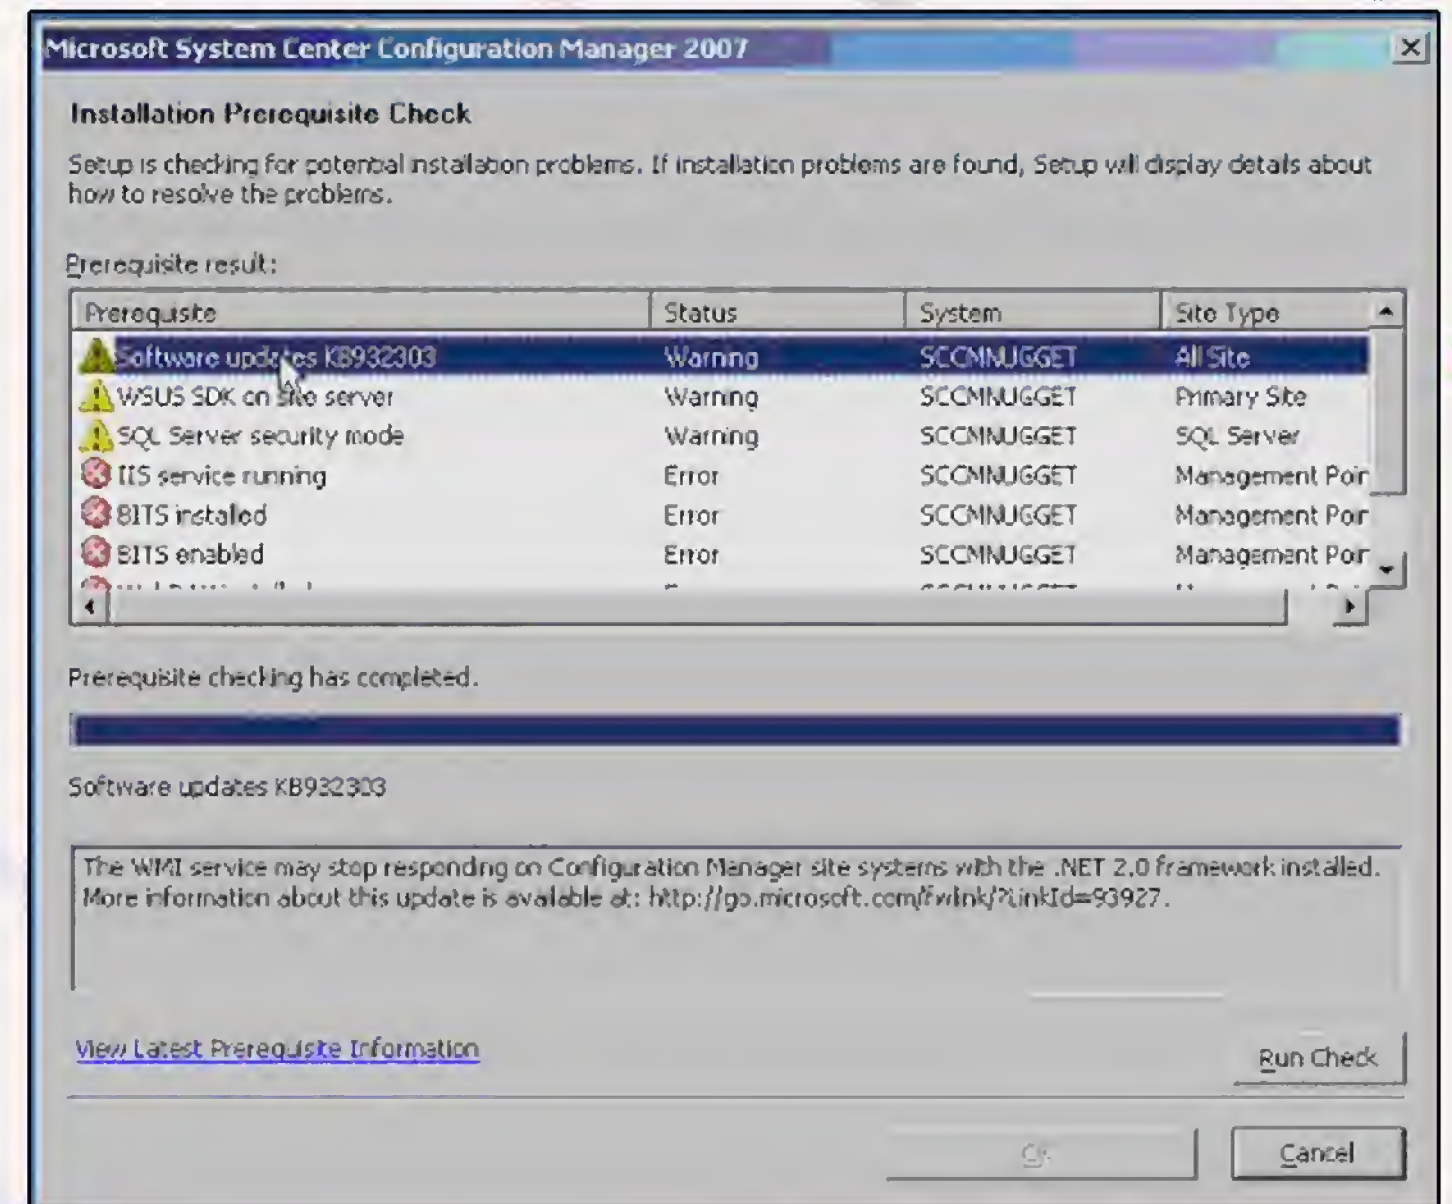 Microsoft System Center Configuration Manager 2007
Installation Prerequisite Check
Setup is checking for potential installation problems. If installation problems are found, Setup will display details about
how to resolve the problems.
Prerequisite result:
Prerequisite Status System Site Type
Software updates KB932303 Warning SCCMNUGGET All Site
WSUS SDK on site server Warning SCCMNUGGET Primary Site
SQL Server security mode Warning SCCMNUGGET SQL Server
IIS service running Error SCCMNUGGET Management Poin
BITS installed Error SCCMNUGGET Management Poin
BITS enabled Error SCCMNUGGET Management Poin
Prerequisite checking has completed.
Software updates KB932303
The WMI service may stop responding on Configuration Manager site systems with the .NET 2.0 framework installed.
More information about this update is available at: http://go.microsoft.com/fwlink/?LinkId=93927.
View Latest Prerequisite Information
Run Check
OK Cancel